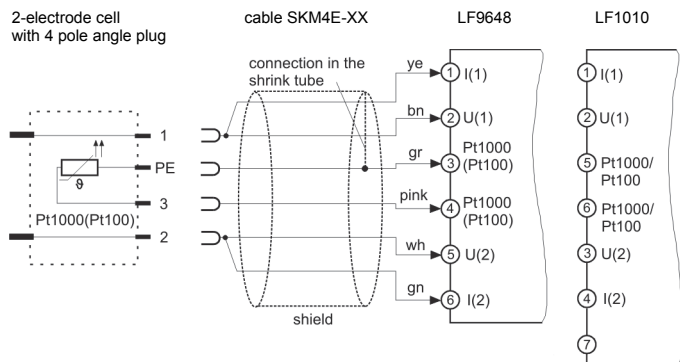 2-electrode cell
with 4 pole angle plug
cable SKM4E-XX
LF9648
LF1010
connection in the
shrink tube
ye
bn
gr
pink
wh
gn
shield
1
PE
3
2
ϑ
Pt1000(Pt100)
1 I(1)
2 U(1)
3 Pt1000
(Pt100)
4 Pt1000
(Pt100)
5 U(2)
6 I(2)
1 I(1)
2 U(1)
5 Pt1000/
Pt100
6 Pt1000/
Pt100
3 U(2)
4 I(2)
7